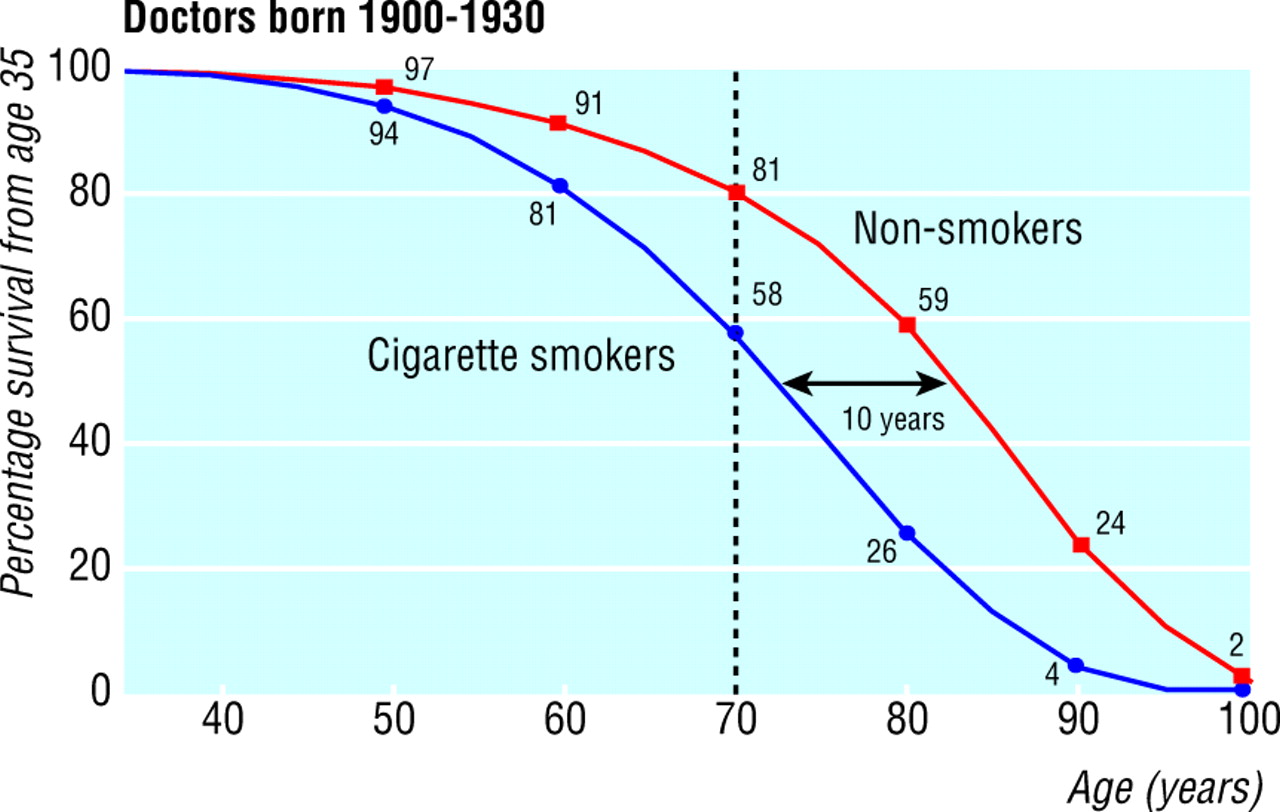 Doctors born 1900-1930
Percentage survival from age 35
100
80
60
40
20
0
97
94
91
81
81
58
Non-smokers
59
Cigarette smokers
10 years
26
24
4
2
40 50 60 70 80 90 100
Age (years)